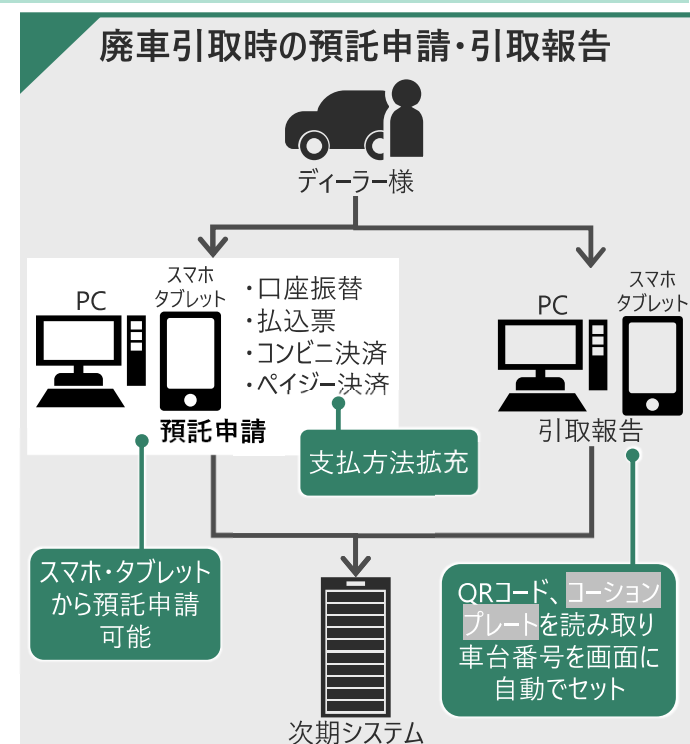 廃車引取時の預託申請・引取報告
ディーラー様
PC
スマホ
タブレット
・口座振替
・払込票
・コンビニ決済
・ペイジー決済
預託申請
支払方法拡充
スマホ・タブレット
から預託申請
可能
PC
スマホ
タブレット
引取報告
QRコード、コーション
プレートを読み取り
車台番号を画面に
自動でセット
次期システム